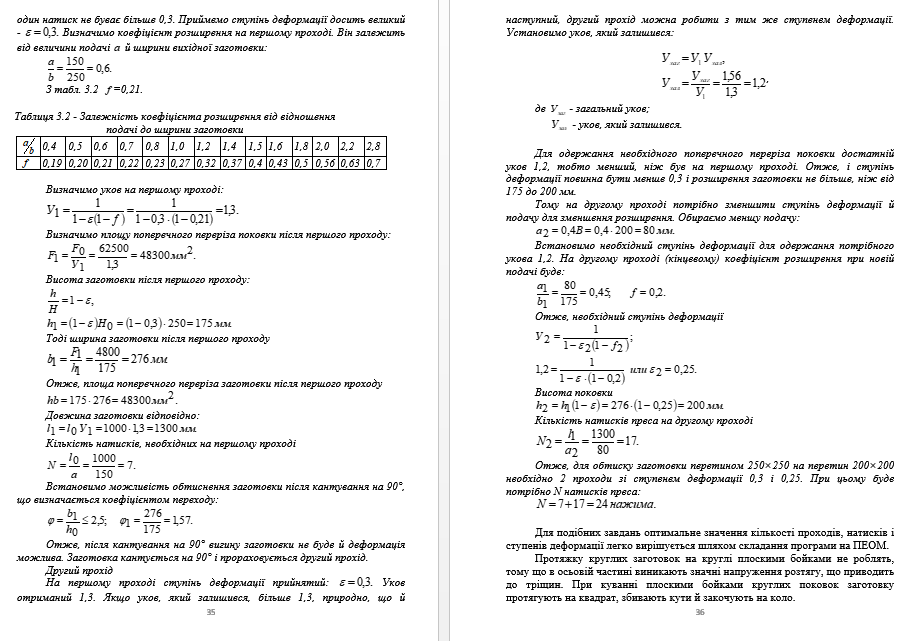 один натиск не буває більше 0,3. Приймемо ступінь деформації досить великий
- ε = 0,3. Визначимо коефіцієнт розширення на першому проході. Він залежить
від величини подачі a й ширини вихідної заготовки:
a/b = 150/250 = 0,6.
З табл. 3.2 f = 0,21.
Таблиця 3.2 - Залежність коефіцієнта розширення від відношення
подачі до ширини заготовки
a/b 0,4 0,5 0,6 0,7 0,8 1,0 1,2 1,4 1,5 1,6 1,8 2,0 2,2 2,8
f 0,19 0,20 0,21 0,22 0,23 0,27 0,32 0,37 0,4 0,43 0,5 0,56 0,63 0,7
Визначимо уков на першому проході:
У1 = 1/(1−ε(1−f)) = 1/(1−0,3·(1−0,21)) = 1,3.
Визначимо площу поперечного переріза поковки після першого проходу:
F1 = F0/У1 = 62500/1,3 = 48300 мм².
Висота заготовки після першого проходу:
h/H = 1 − ε,
h1 = (1 − ε)H0 = (1 − 0,3) · 250 = 175 мм
Тоді ширина заготовки після першого проходу
b1 = F1/h1 = 4800/175 = 276 мм
Отже, площа поперечного переріза заготовки після першого проходу
hb = 175 · 276 = 48300 мм².
Довжина заготовки відповідно:
l1 = l0 У1 = 1000 · 1,3 = 1300 мм
Кількість натисків, необхідних на першому проході
N = l0/a = 1000/150 = 7.
Встановимо можливість обтиснення заготовки після кантування на 90°,
що визначається коефіцієнтом переходу:
φ = b1/h0 ≤ 2,5; φ1 = 276/175 = 1,57.
Отже, після кантування на 90° вигину заготовки не буде й деформація
можлива. Заготовка кантується на 90° і прораховується другий прохід.
Другий прохід
На першому проході ступінь деформації прийнятий: ε = 0,3. Уков
отриманий 1,3. Якщо уков, який залишився, більше 1,3, природно, що й
35
наступний, другий прохід можна робити з тим же ступенем деформації.
Установимо уков, який залишився:
Узаг = У1 Узал,
Узал = Узаг/У1 = 1,56/1,3 = 1,2,
де Узаг - загальний уков;
Узал - уков, який залишився.
Для одержання необхідного поперечного переріза поковки достатній
уков 1,2, тобто менший, ніж був на першому проході. Отже, і ступінь
деформації повинна бути менше 0,3 і розширення заготовки не більше, ніж від
175 до 200 мм.
Тому на другого проході потрібно зменшити ступінь деформації й
подачу для зменшення розширення. Обираємо меншу подачу:
a2 = 0,4B = 0,4 · 200 = 80 мм.
Встановимо необхідний ступінь деформації для одержання потрібного
укова 1,2. На другому проході (кінцевому) коефіцієнт розширення при новій
подачі буде:
a1/b1 = 80/175 = 0,45; f = 0,2.
Отже, необхідний ступінь деформації
У2 = 1/(1−ε2(1−f2));
1,2 = 1/(1−ε·(1−0,2)) или ε2 = 0,25.
Висота поковки
h2 = h1(1 − ε) = 276 · (1 − 0,25) = 200 мм
Кількість натисків преса на другому проході
N2 = l1/a2 = 1300/80 = 17.
Отже, для обтиску заготовки перетином 250×250 на перетин 200×200
необхідно 2 проходи зі ступенем деформації 0,3 і 0,25. При цьому буде
потрібно N натисків преса:
N = 7 + 17 = 24 нажима.
Для подібних завдань оптимальне значення кількості проходів, натисків і
ступенів деформації легко вирішується шляхом складання програми на ПЕОМ.
Протяжку круглих заготовок на круглі плоскими бойками не роблять,
тому що в осьовій частині виникають значні напруження розтягу, що приводить
до тріщин. При куванні плоскими бойками круглих поковок заготовку
протягують на квадрат, збивають кути й закочують на коло.
36